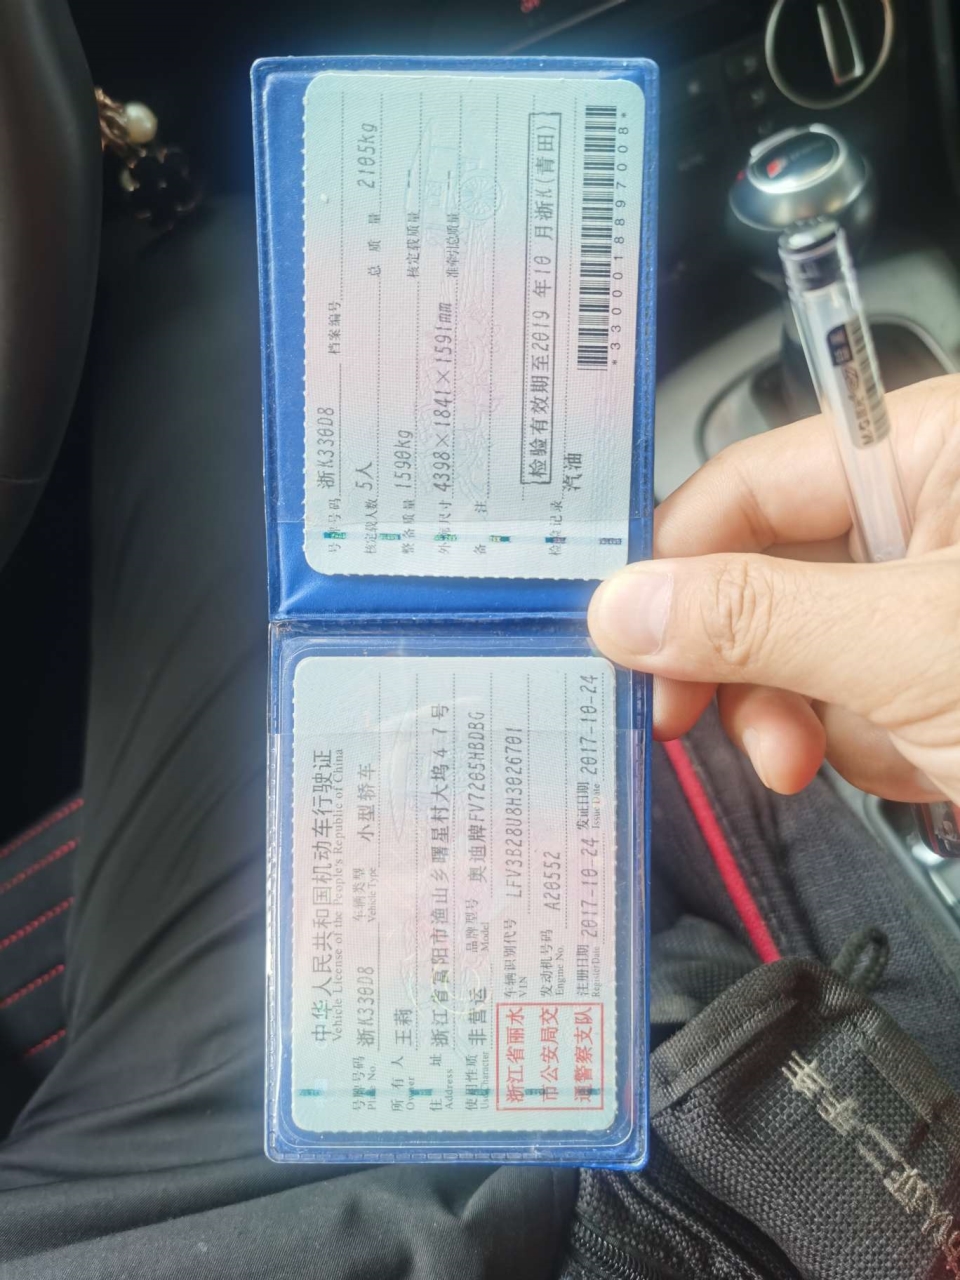 中华人民共和国机动车行驶证
Vehicle License of the People's Republic of China
号牌号码 浙K330D8 车辆类型 小型轿车
Plate No. Vehicle Type
所有人 王莉
Owner
住址 浙江省富阳市渔山乡曙星村大坞47号
Address
使用性质 非营运 品牌型号 奥迪牌FV7205HBDBG
Use Character Model
浙江省丽水
市公安局交
通警察支队
车辆识别代号 LFV3B28U8H3026701
VIN
发动机号码 A20552
Engine No.
注册日期 2017-10-24 发证日期 2017-10-24
Register Date Issue Date
号牌号码 浙K330D8 档案编号
核定载人数 5人 总质量 2105kg
整备质量 1590kg 核定载质量 --
外廓尺寸 4398×1841×1591mm 准牵引总质量 --
备注
检验有效期至2019年10月浙K(青田)
检验记录 汽油
*3300018897008*